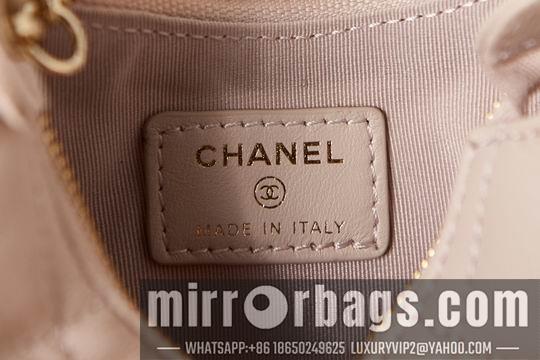 CHANEL
MADE IN ITALY
mirrorbags.com
WHATSAPP:+86 18650249625 LUXURYVIP2@YAHOO.COM